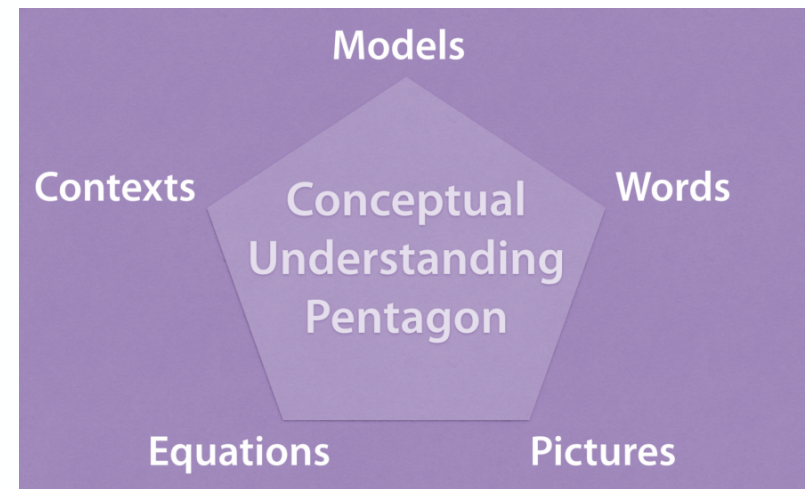 Models
Contexts
Words
Conceptual
Understanding
Pentagon
Equations
Pictures